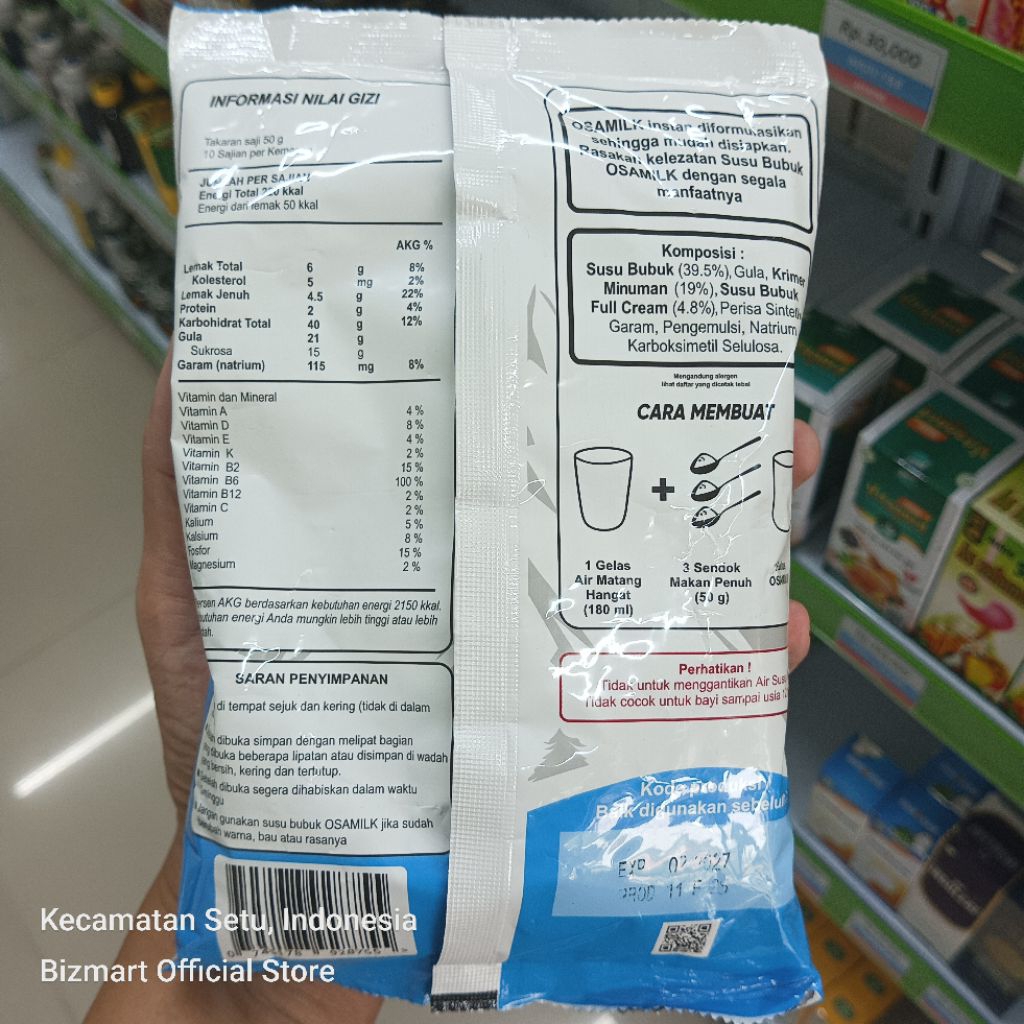 INFORMASI NILAI GIZI
Takaran saji 50 g
10 Sajian per
JUMLAH PER SAJIAN
Energi Total kkal
Energi dari lemak 50 kkal
AKG %
Lemak Total 6 g 8%
Kolesterol 5 mg 2%
Lemak Jenuh 4.5 g 22%
Protein 2 g 4%
Karbohidrat Total 40 g 12%
Gula 21 g
Sukrosa 15 g
Garam (natrium) 115 mg 8%
Vitamin dan Mineral
Vitamin A 4 %
Vitamin D 8 %
Vitamin E 4 %
Vitamin K 2 %
Vitamin B2 15 %
Vitamin B6 100 %
Vitamin B12 2 %
Vitamin C 2 %
Kalium 5 %
Kalsium 8 %
Fosfor 15 %
Magnesium 2 %
AKG berdasarkan kebutuhan energi 2150 kkal.
energi Anda mungkin lebih tinggi atau lebih
SARAN PENYIMPANAN
di tempat sejuk dan kering (tidak di dalam
dibuka simpan dengan melipat bagian
dibuka beberapa lipatan atau disimpan di wadah
bersih, kering dan tertutup.
dibuka segera dihabiskan dalam waktu
gunakan susu bubuk OSAMILK jika sudah
warna, bau atau rasanya
OSAMILK instan diformulasikan
sehingga mudah disiapkan.
Rasakan kelezatan Susu Bubuk
OSAMILK dengan segala
manfaatnya
Komposisi :
Susu Bubuk (39.5%), Gula, Krimer
Minuman (19%), Susu Bubuk
Full Cream (4.8%), Perisa
Garam, Pengemulsi, Natrium
Karboksimetil Selulosa.
Mengandung alergen
lihat daftar yang dicetak tebal
CARA MEMBUAT
+
1 Gelas
Air Matang
Hangat
(180 ml)
3 Sendok
Makan Penuh
(50 g)
Perhatikan !
Tidak untuk menggantikan Air Susu
Tidak cocok untuk bayi sampai usia
Kode produksi
Baik digunakan
EXP
PROD 11
Rp.30,000
Kecamatan Setu, Indonesia
Bizmart Official Store